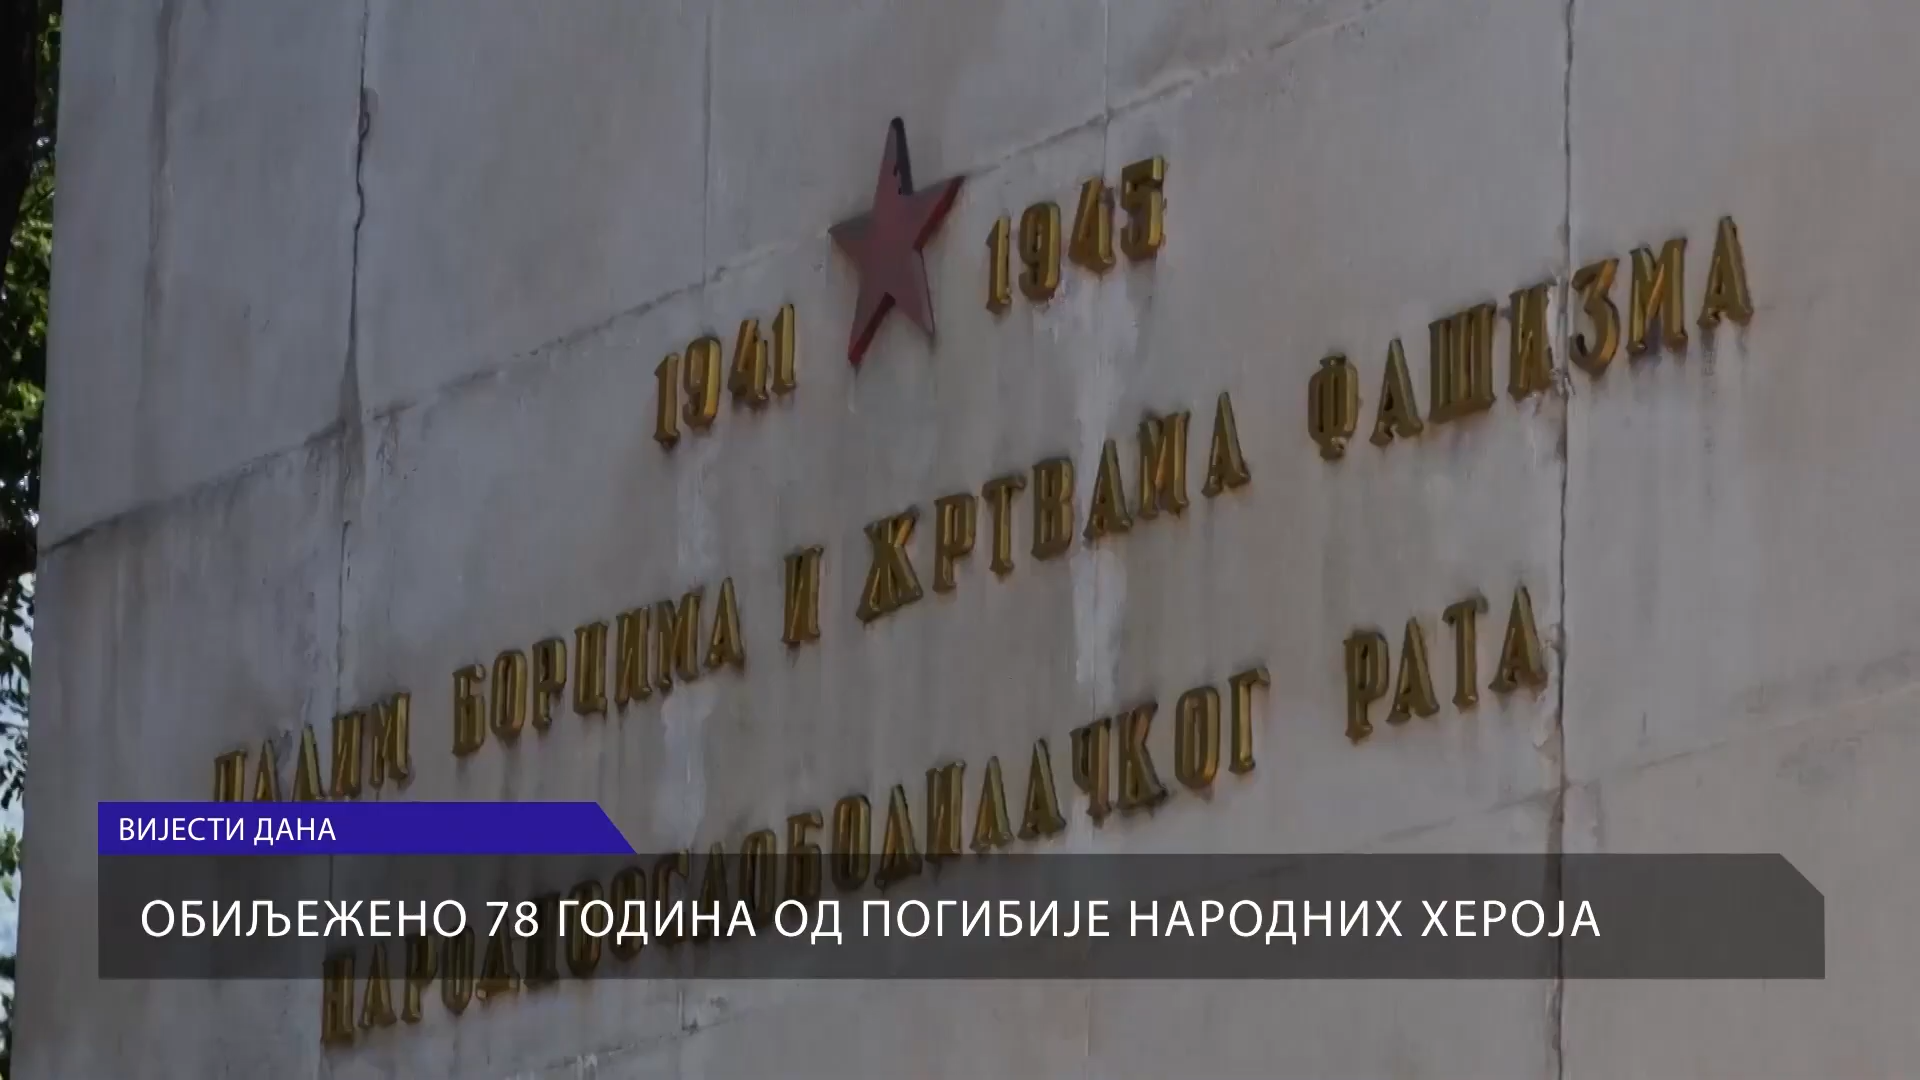 1941 1945
ПАЛИМ БОРЦИМА И ЖРТВАМА ФАШИЗМА
НАРОДНООСЛОБОДИЛАЧКОГ РАТА
ВИЈЕСТИ ДАНА
ОБИЉЕЖЕНО 78 ГОДИНА ОД ПОГИБИЈЕ НАРОДНИХ ХЕРОЈА